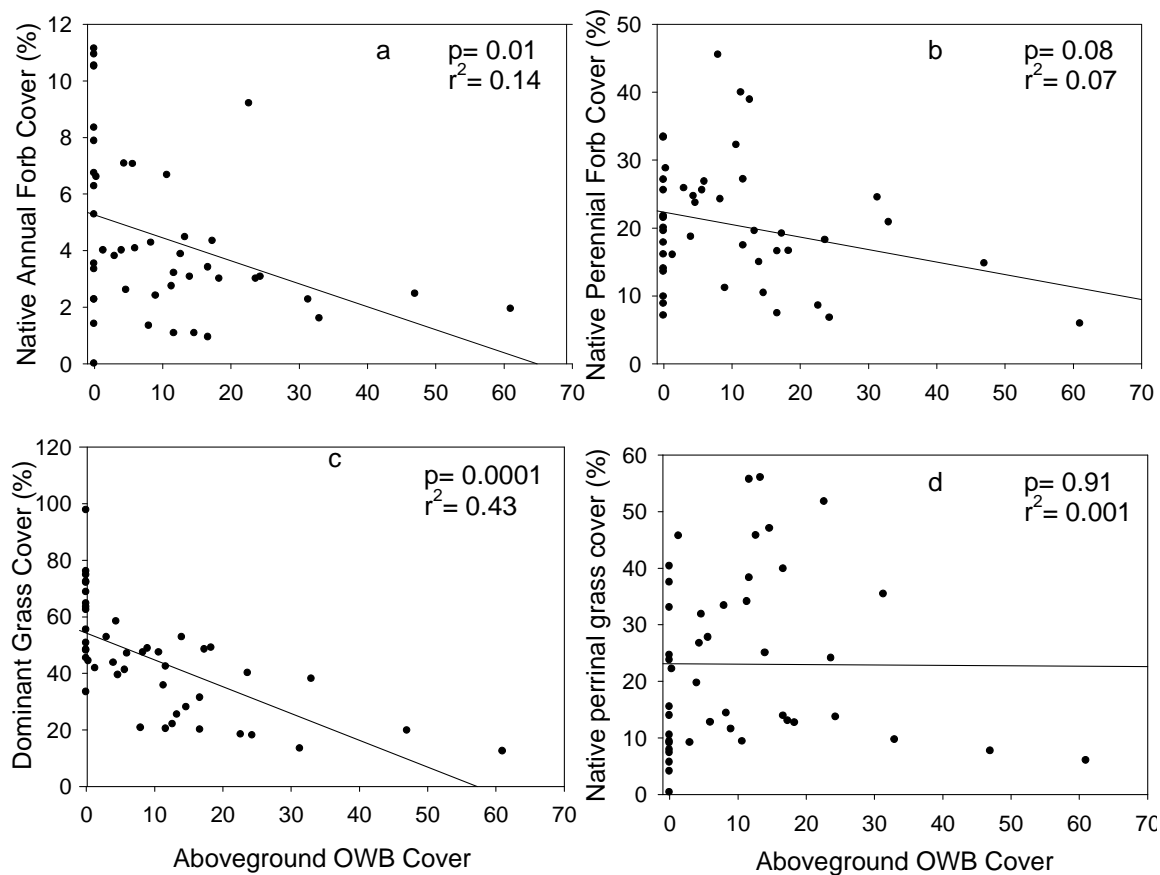 Native Annual Forb Cover (%)
12
10
8
6
4
2
0
a
p= 0.01
r²= 0.14
0 10 20 30 40 50 60 70
Native Perennial Forb Cover (%)
50
40
30
20
10
0
b
p= 0.08
r²= 0.07
0 10 20 30 40 50 60 70
Dominant Grass Cover (%)
120
100
80
60
40
20
0
c
p= 0.0001
r²= 0.43
0 10 20 30 40 50 60 70
Aboveground OWB Cover
Native perrinal grass cover (%)
60
50
40
30
20
10
0
d
p= 0.91
r²= 0.001
0 10 20 30 40 50 60 70
Aboveground OWB Cover